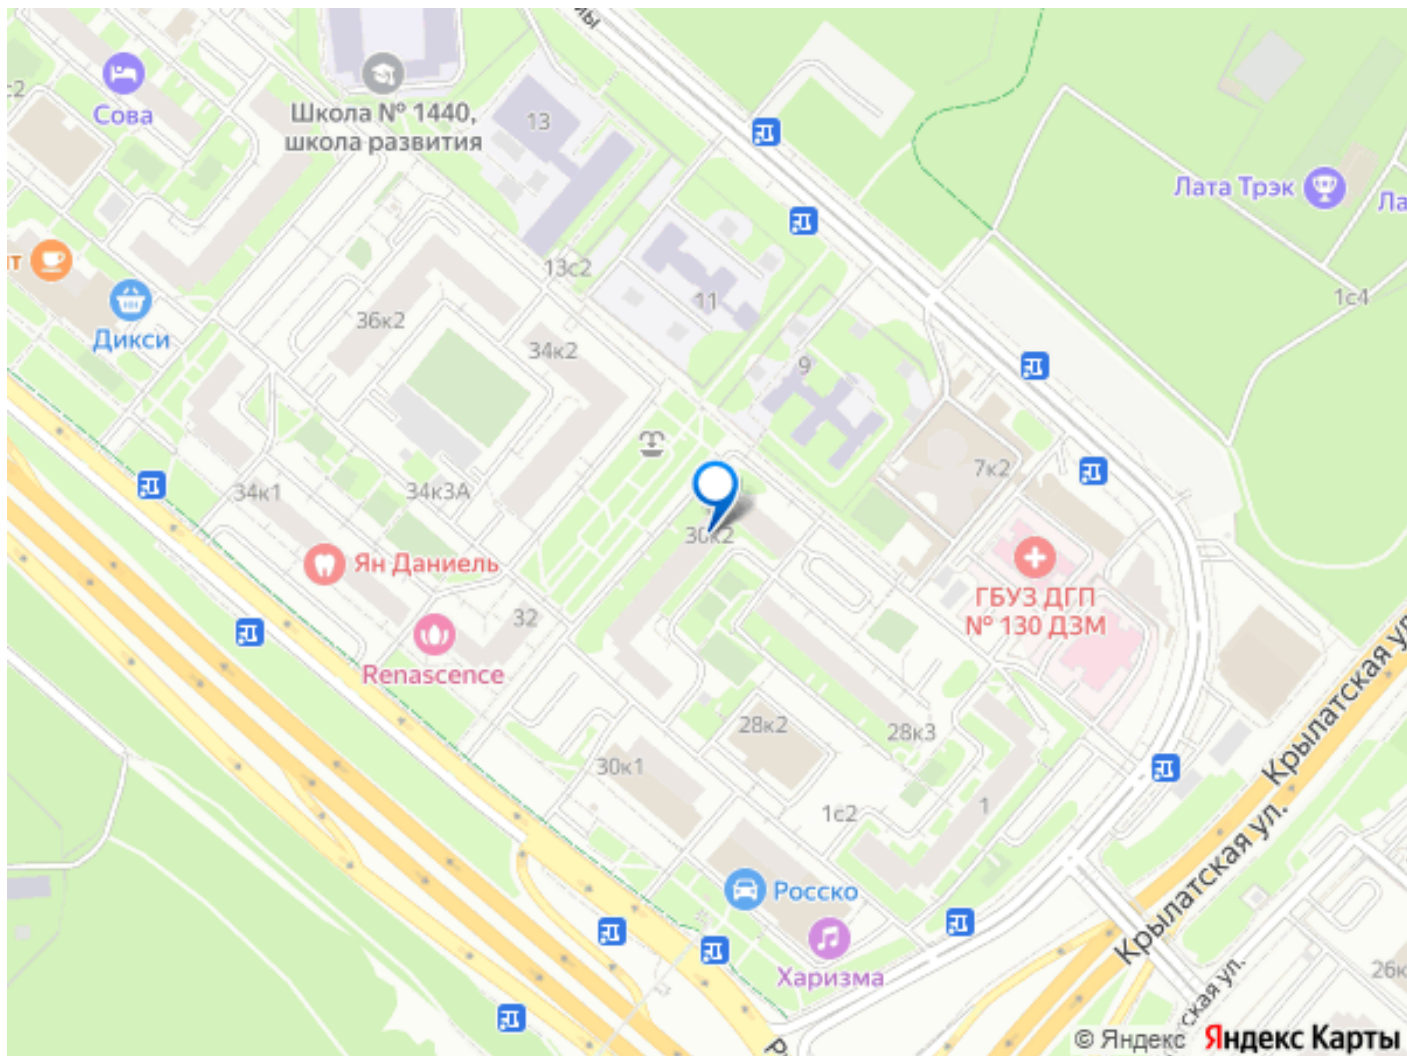 Школа № 1440,
школа развития
Сова
13
Лата Трэк
13с2
11
1с4
Дикси
36к2
34к2
9
7к2
34к1
34к3А
30к2
Ян Даниель
ГБУЗ ДГП
№ 130 ДЗМ
32
Renascence
28к2
28к3
30к1
1с2
1
Крылатская ул.
Крылатская ул.
Росско
Харизма
© Яндекс Яндекс Карты